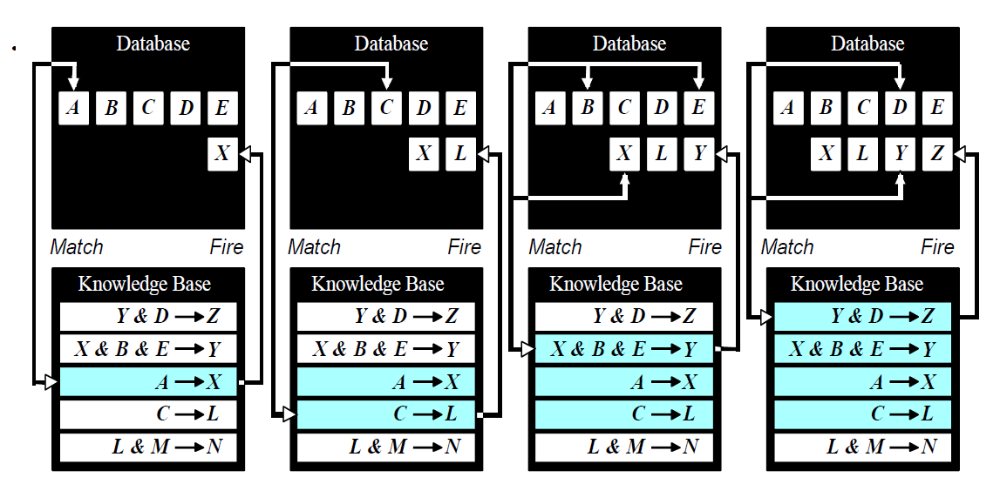 Database
A B C D E
X
Match Fire
Knowledge Base
Y & D → Z
X & B & E → Y
A → X
C → L
L & M → N
Database
A B C D E
X L
Match Fire
Knowledge Base
Y & D → Z
X & B & E → Y
A → X
C → L
L & M → N
Database
A B C D E
X L Y
Match Fire
Knowledge Base
Y & D → Z
X & B & E → Y
A → X
C → L
L & M → N
Database
A B C D E
X L Y Z
Match Fire
Knowledge Base
Y & D → Z
X & B & E → Y
A → X
C → L
L & M → N